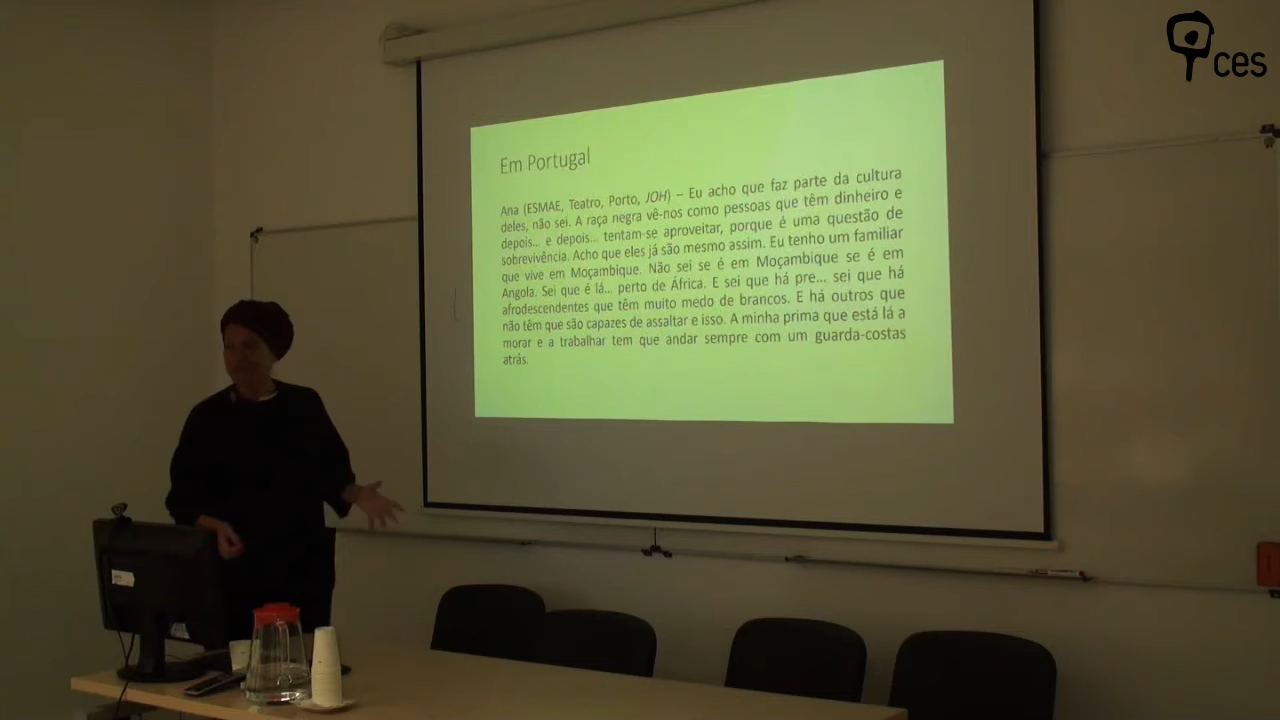 ces
Em Portugal
Ana (ESMAE, Teatro, Porto, JOH) – Eu acho que faz parte da cultura
deles, não sei. A raça negra vê-nos como pessoas que têm dinheiro e
depois... e depois... tentam-se aproveitar, porque é uma questão de
sobrevivência. Acho que eles já são mesmo assim. Eu tenho um familiar
que vive em Moçambique. Não sei se é em Moçambique se é em
Angola. Sei que é lá... perto de África. E sei que há pre... sei que há
afrodescendentes que têm muito medo de brancos. E há outros que
não têm que são capazes de assaltar e isso. A minha prima que está lá a
morar e a trabalhar tem que andar sempre com um guarda-costas
atrás.